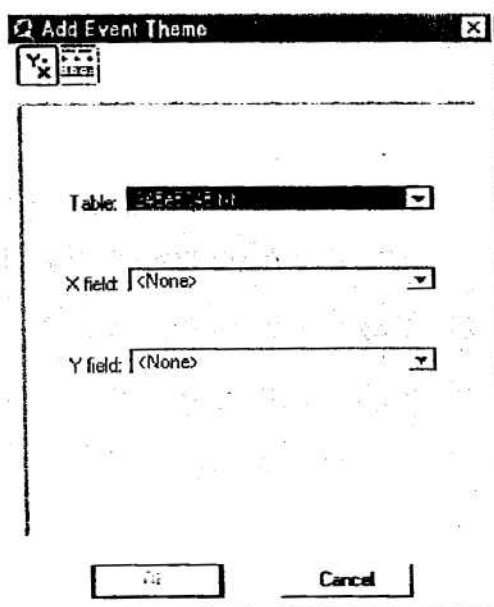 Add Event Theme
Table:
X field: <None>
Y field: <None>
Cancel